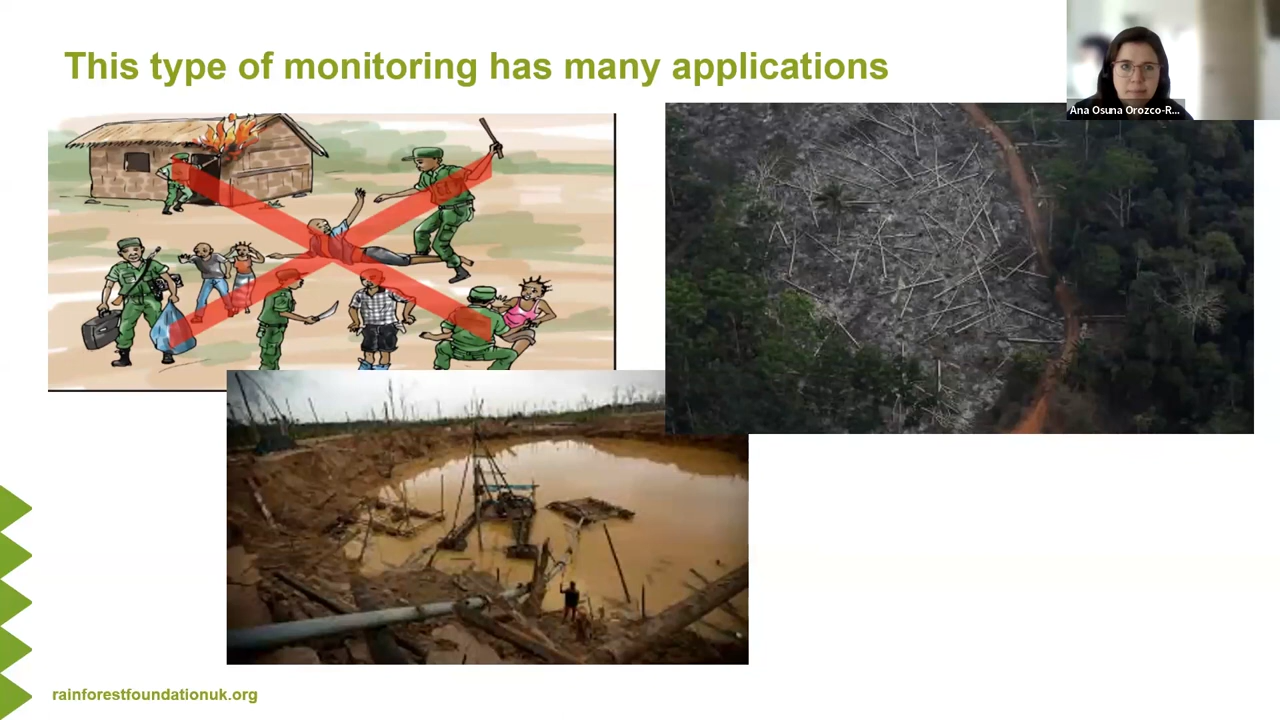 This type of monitoring has many applications
Ana Osuna Orozco-R...
rainforestfoundationuk.org